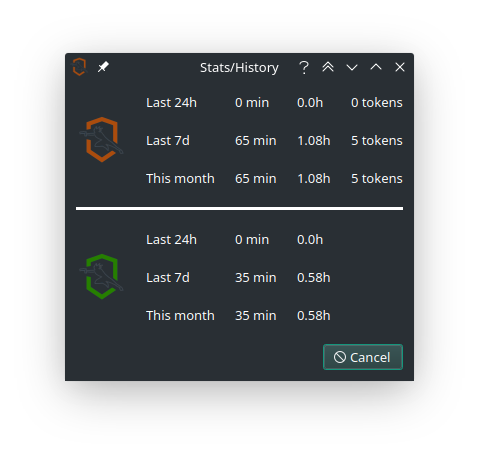 Stats/History
Last 24h 0 min 0.0h 0 tokens
Last 7d 65 min 1.08h 5 tokens
This month 65 min 1.08h 5 tokens
Last 24h 0 min 0.0h
Last 7d 35 min 0.58h
This month 35 min 0.58h
Cancel